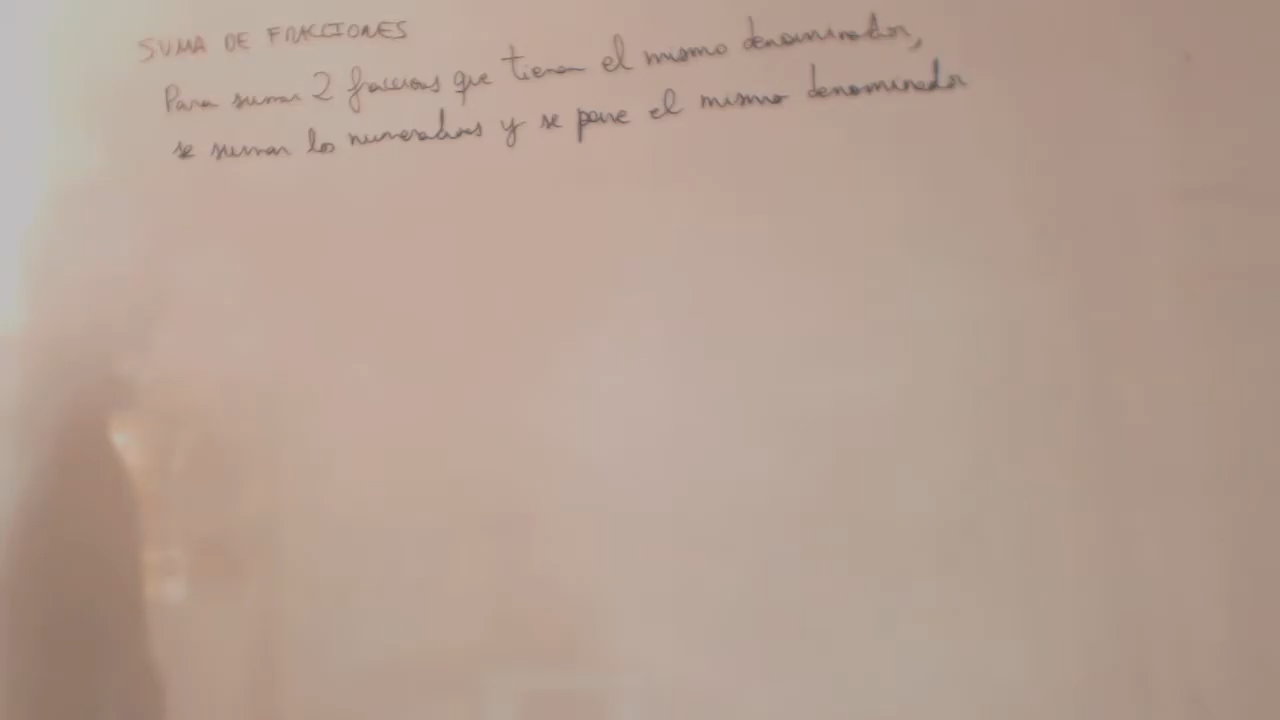 SUMA DE FRACCIONES
Para sumar 2 fracciones que tienen el mismo denominador,
se suman los numeradores y se pone el mismo denominador